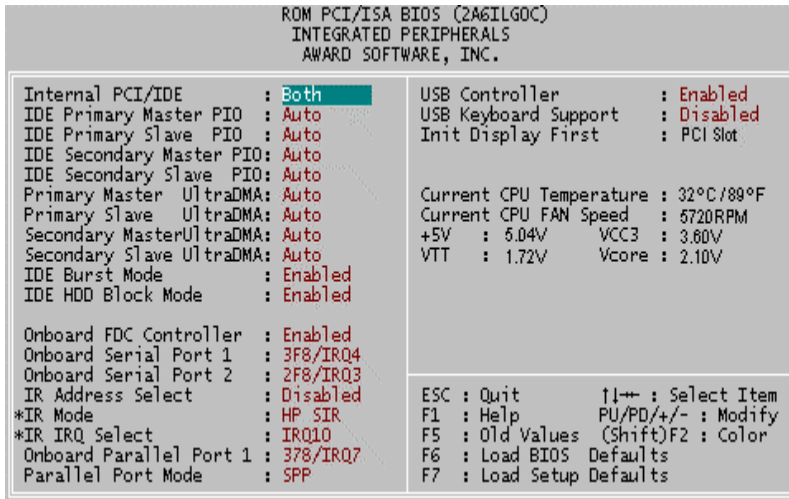 ROM PCI/ISA BIOS (2A6ILGOC)
INTEGRATED PERIPHERALS
AWARD SOFTWARE, INC.
Internal PCI/IDE : Both
IDE Primary Master PIO : Auto
IDE Primary Slave PIO : Auto
IDE Secondary Master PIO: Auto
IDE Secondary Slave PIO: Auto
Primary Master UltraDMA: Auto
Primary Slave UltraDMA: Auto
Secondary MasterUltraDMA: Auto
Secondary Slave UltraDMA: Auto
IDE Burst Mode : Enabled
IDE HDD Block Mode : Enabled
Onboard FDC Controller : Enabled
Onboard Serial Port 1 : 3F8/IRQ4
Onboard Serial Port 2 : 2F8/IRQ3
IR Address Select : Disabled
*IR Mode : HP SIR
*IR IRQ Select : IRQ10
Onboard Parallel Port 1 : 378/IRQ7
Parallel Port Mode : SPP
USB Controller : Enabled
USB Keyboard Support : Disabled
Init Display First : PCI Slot
Current CPU Temperature : 32°C/89°F
Current CPU FAN Speed : 5720RPM
+5V : 5.04V VCC3 : 3.60V
VTT : 1.72V Vcore : 2.10V
ESC : Quit ↑↓→← : Select Item
F1 : Help PU/PD/+/- : Modify
F5 : Old Values (Shift)F2 : Color
F6 : Load BIOS Defaults
F7 : Load Setup Defaults